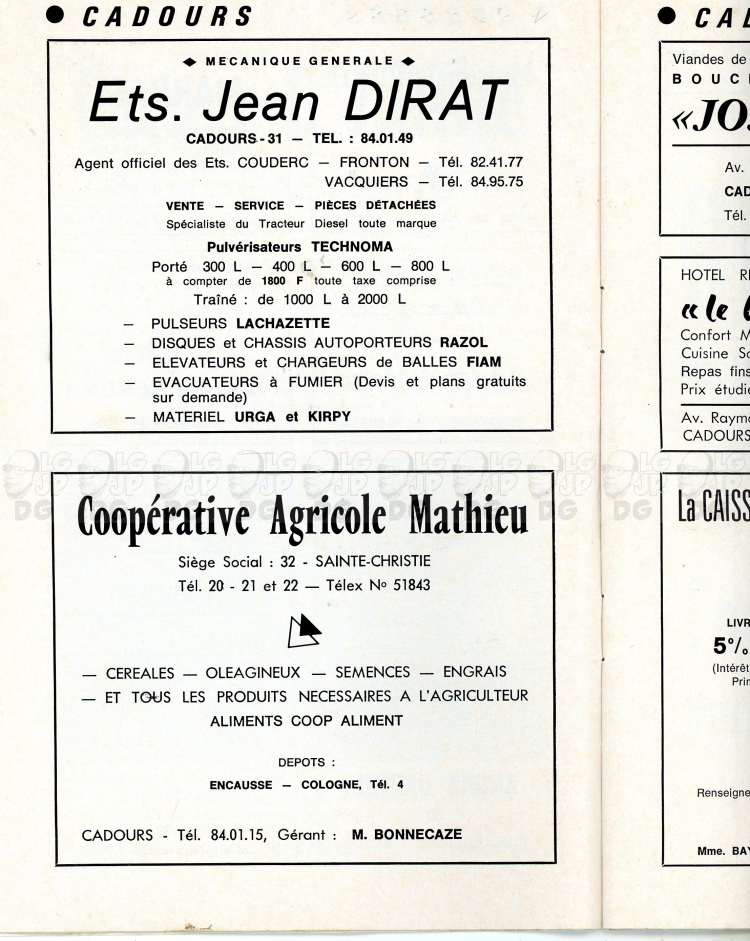 ● CADOURS
◆ MECANIQUE GENERALE ◆
Ets. Jean DIRAT
CADOURS-31 — TEL. : 84.01.49
Agent officiel des Ets. COUDERC — FRONTON — Tél. 82.41.77
VACQUIERS — Tél. 84.95.75
VENTE — SERVICE — PIÈCES DÉTACHÉES
Spécialiste du Tracteur Diesel toute marque
Pulvérisateurs TECHNOMA
Porté 300 L — 400 L — 600 L — 800 L
à compter de 1800 F toute taxe comprise
Traîné : de 1000 L à 2000 L
— PULSEURS LACHAZETTE
— DISQUES et CHASSIS AUTOPORTEURS RAZOL
— ELEVATEURS et CHARGEURS de BALLES FIAM
— EVACUATEURS à FUMIER (Devis et plans gratuits
sur demande)
— MATERIEL URGA et KIRPY
Coopérative Agricole Mathieu
Siège Social : 32 - SAINTE-CHRISTIE
Tél. 20 - 21 et 22 — Télex No 51843
— CEREALES — OLEAGINEUX — SEMENCES — ENGRAIS
— ET TOUS LES PRODUITS NECESSAIRES A L'AGRICULTEUR
ALIMENTS COOP ALIMENT
DEPOTS :
ENCAUSSE — COLOGNE, Tél. 4
CADOURS - Tél. 84.01.15, Gérant : M. BONNECAZE
●
Viandes de
«
Av.
Tél.
HOTEL
« le
Confort
Cuisine
Repas fins
Prix
Av.
CADOURS
La
5%
Mme.